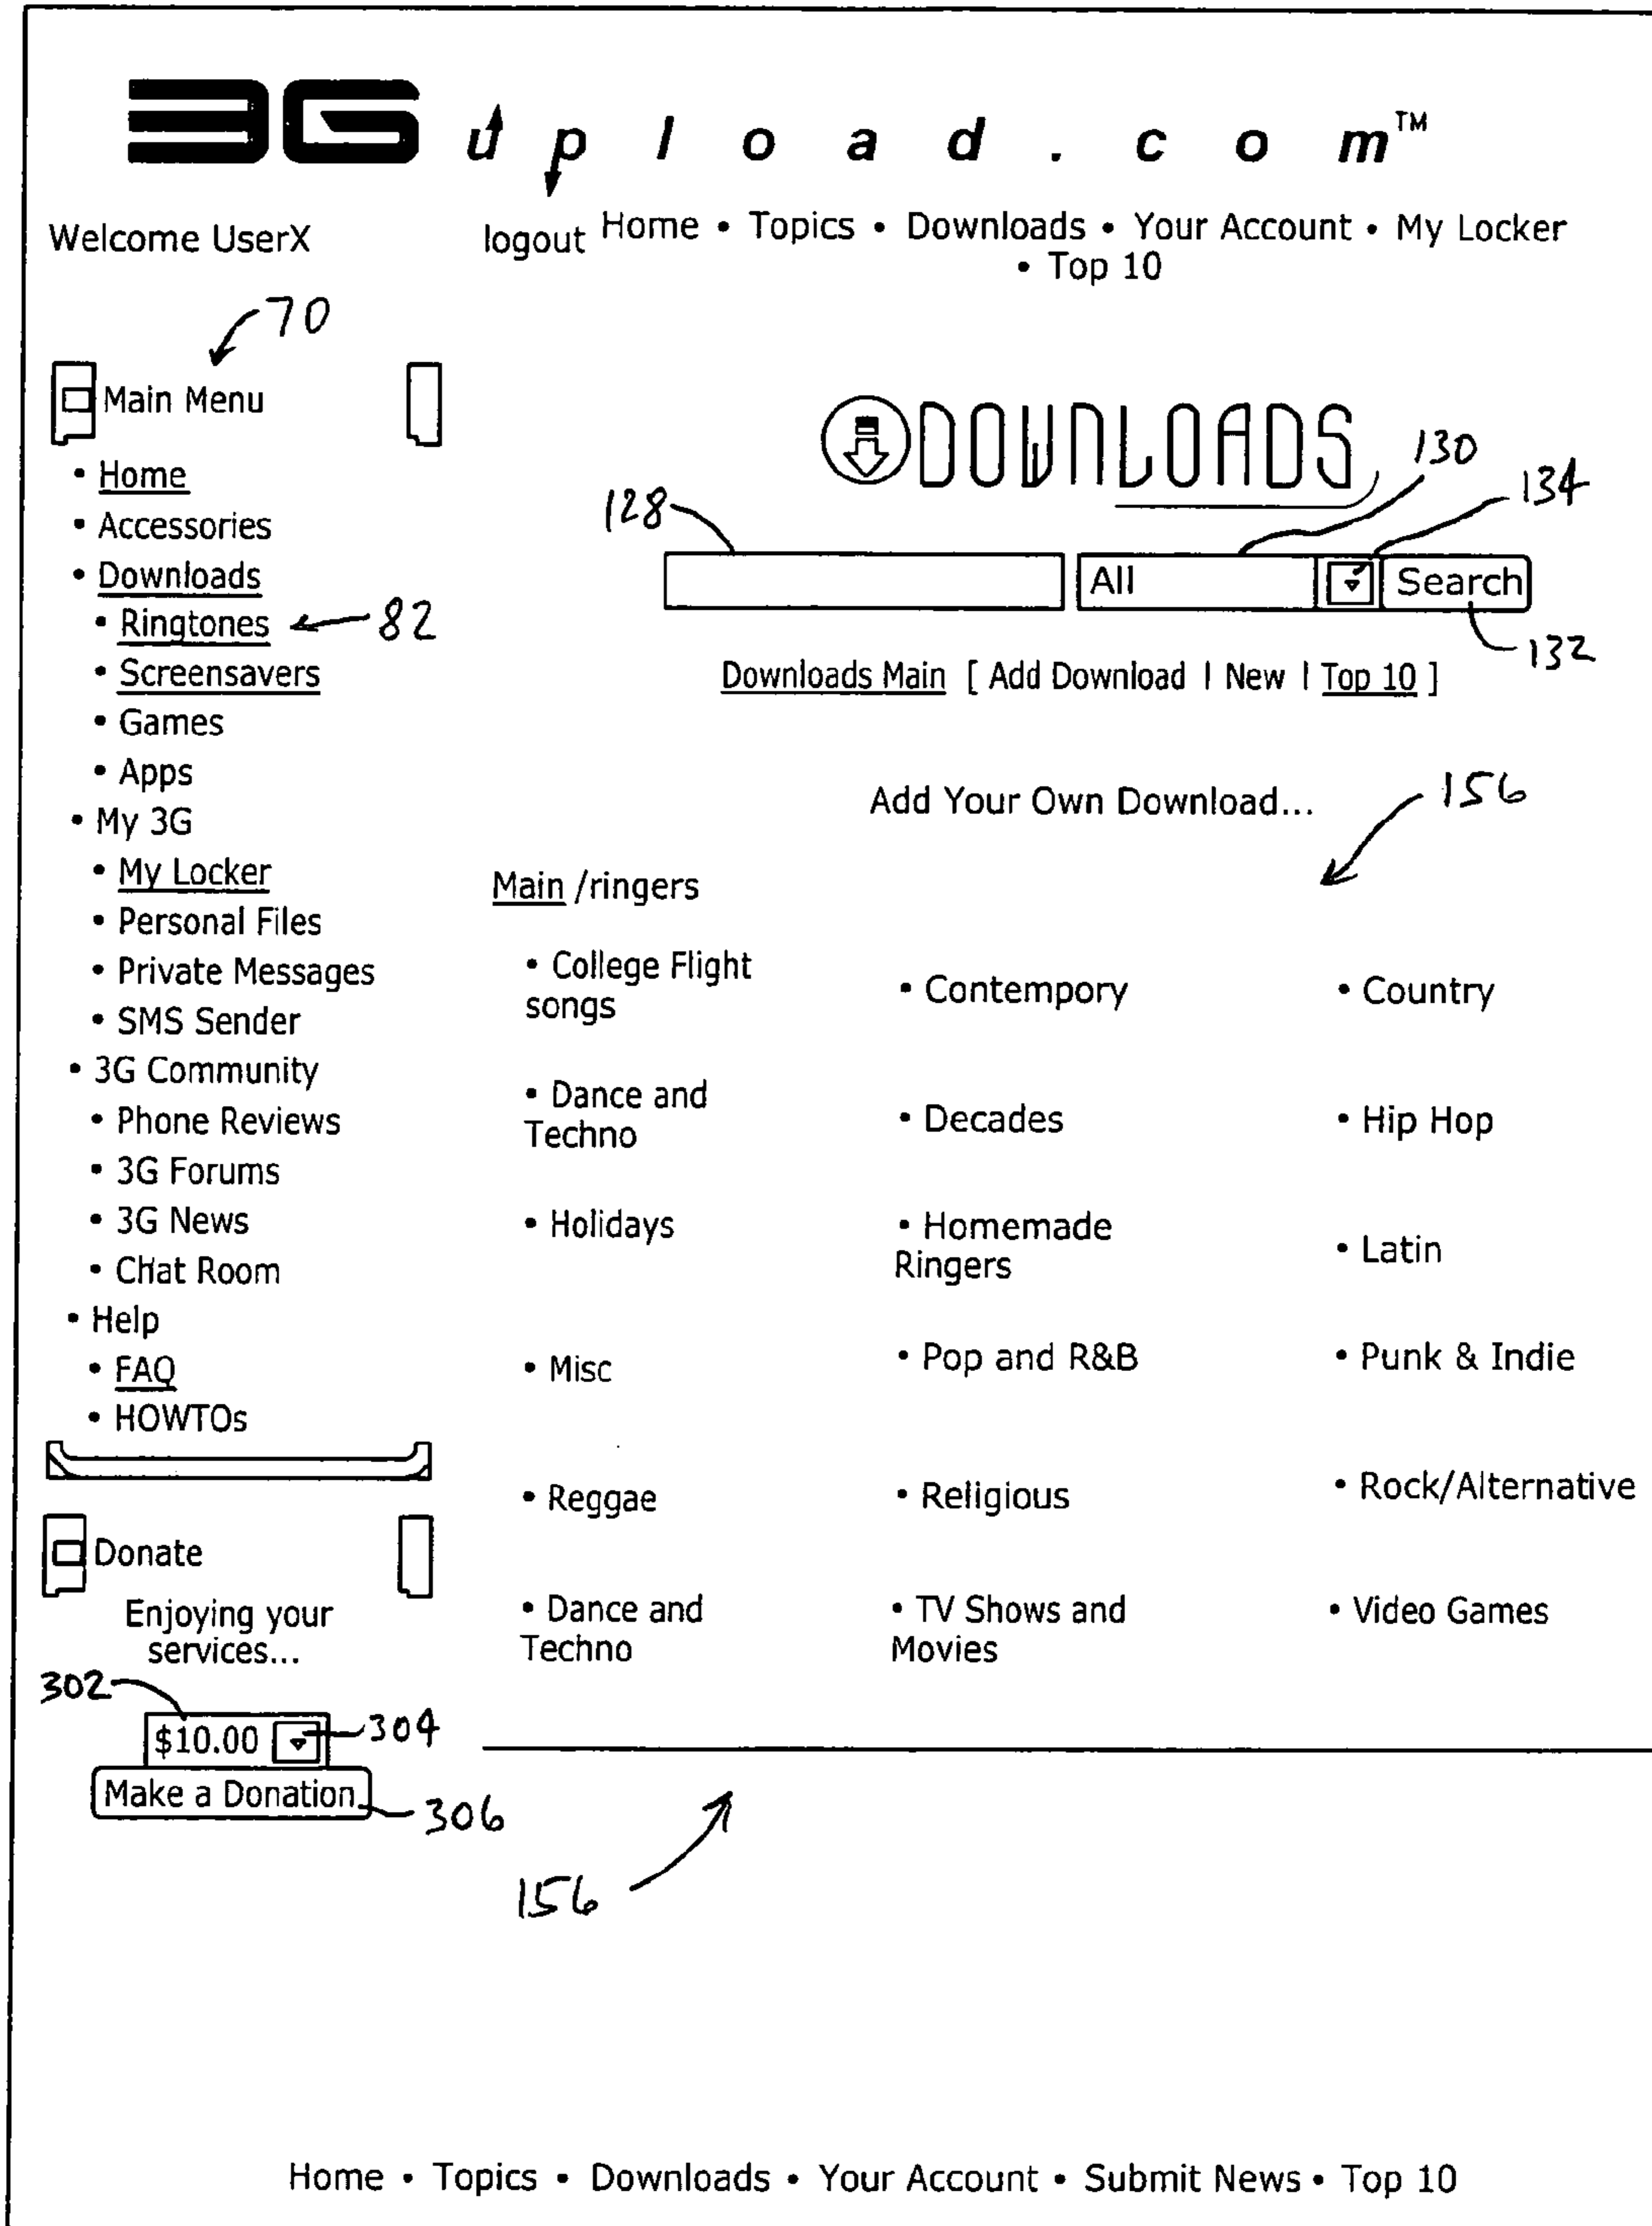 3G upload.com™
Welcome UserX
logout Home • Topics • Downloads • Your Account • My Locker
• Top 10
70
Main Menu
• Home
• Accessories
• Downloads
• Ringtones 82
• Screensavers
• Games
• Apps
• My 3G
• My Locker
• Personal Files
• Private Messages
• SMS Sender
• 3G Community
• Phone Reviews
• 3G Forums
• 3G News
• Chat Room
• Help
• FAQ
• HOWTOs
Donate
Enjoying your
services...
302
$10.00 304
Make a Donation 306
DOWNLOADS
128 130 134
All Search
132
Downloads Main [ Add Download | New | Top 10 ]
Add Your Own Download...
156
Main /ringers
• College Flight
songs
• Contempory
• Country
• Dance and
Techno
• Decades
• Hip Hop
• Holidays
• Homemade
Ringers
• Latin
• Misc
• Pop and R&B
• Punk & Indie
• Reggae
• Religious
• Rock/Alternative
• Dance and
Techno
• TV Shows and
Movies
• Video Games
156
Home • Topics • Downloads • Your Account • Submit News • Top 10